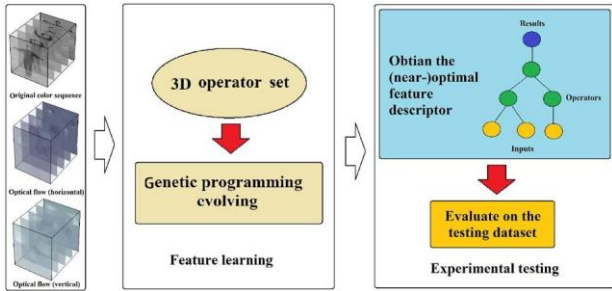 Original color sequence
Optical flow (horizontal)
Optical flow (vertical)
3D operator set
Genetic programming
cvolving
Feature learning
Obtian the
(near-)optimal
feature
descriptor
Results
Operators
Inputs
Evaluate on the
testing dataset
Experimental testing